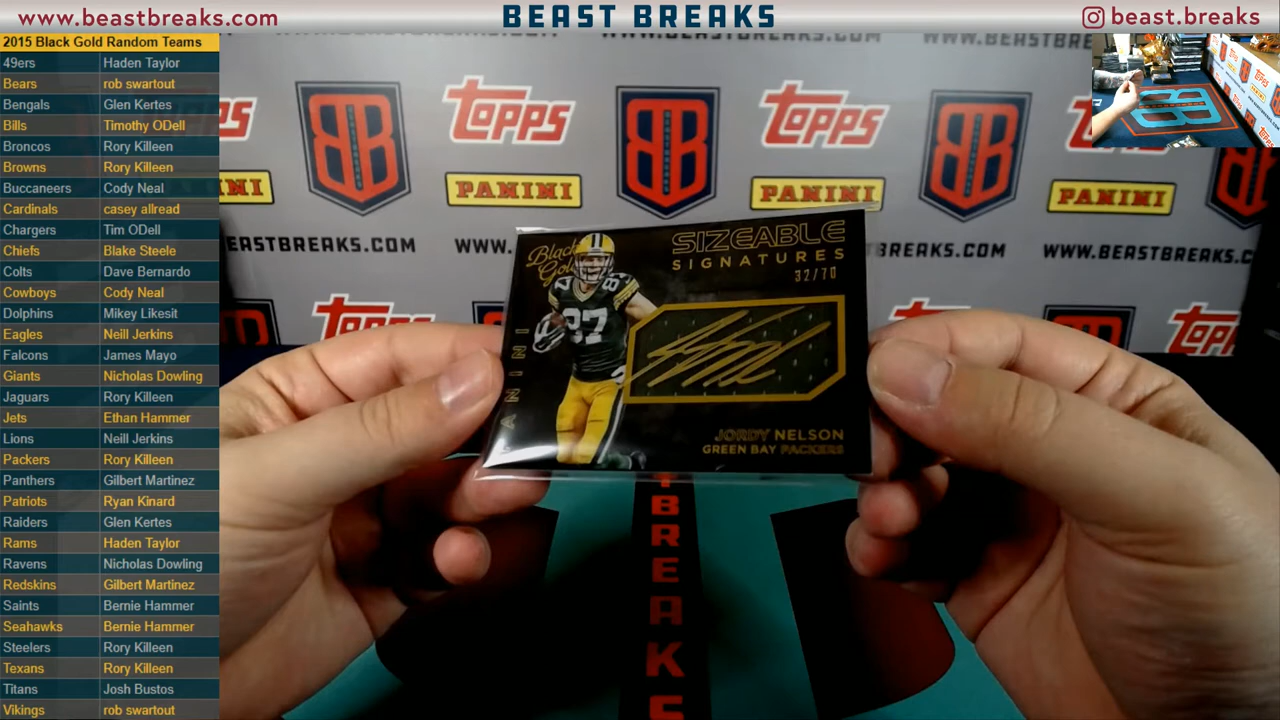 www.beastbreaks.com
BEAST BREAKS
beast.breaks
2015 Black Gold Random Teams
49ers Haden Taylor
Bears rob swartout
Bengals Glen Kertes
Bills Timothy ODell
Broncos Rory Killeen
Browns Rory Killeen
Buccaneers Cody Neal
Cardinals casey allread
Chargers Tim ODell
Chiefs Blake Steele
Colts Dave Bernardo
Cowboys Cody Neal
Dolphins Mikey Likesit
Eagles Neill Jerkins
Falcons James Mayo
Giants Nicholas Dowling
Jaguars Rory Killeen
Jets Ethan Hammer
Lions Neill Jerkins
Packers Rory Killeen
Panthers Gilbert Martinez
Patriots Ryan Kinard
Raiders Glen Kertes
Rams Haden Taylor
Ravens Nicholas Dowling
Redskins Gilbert Martinez
Saints Bernie Hammer
Seahawks Bernie Hammer
Steelers Rory Killeen
Texans Rory Killeen
Titans Josh Bustos
Vikings rob swartout
WWW.BEASTBREAKS.COM
TOPPS TOPPS
PANINI PANINI PANINI
BEASTBREAKS.COM
TOPPS
Black Gold
SIZEABLE
SIGNATURES
32/70
87
JORDY NELSON
GREEN BAY PACKERS
BREAKS